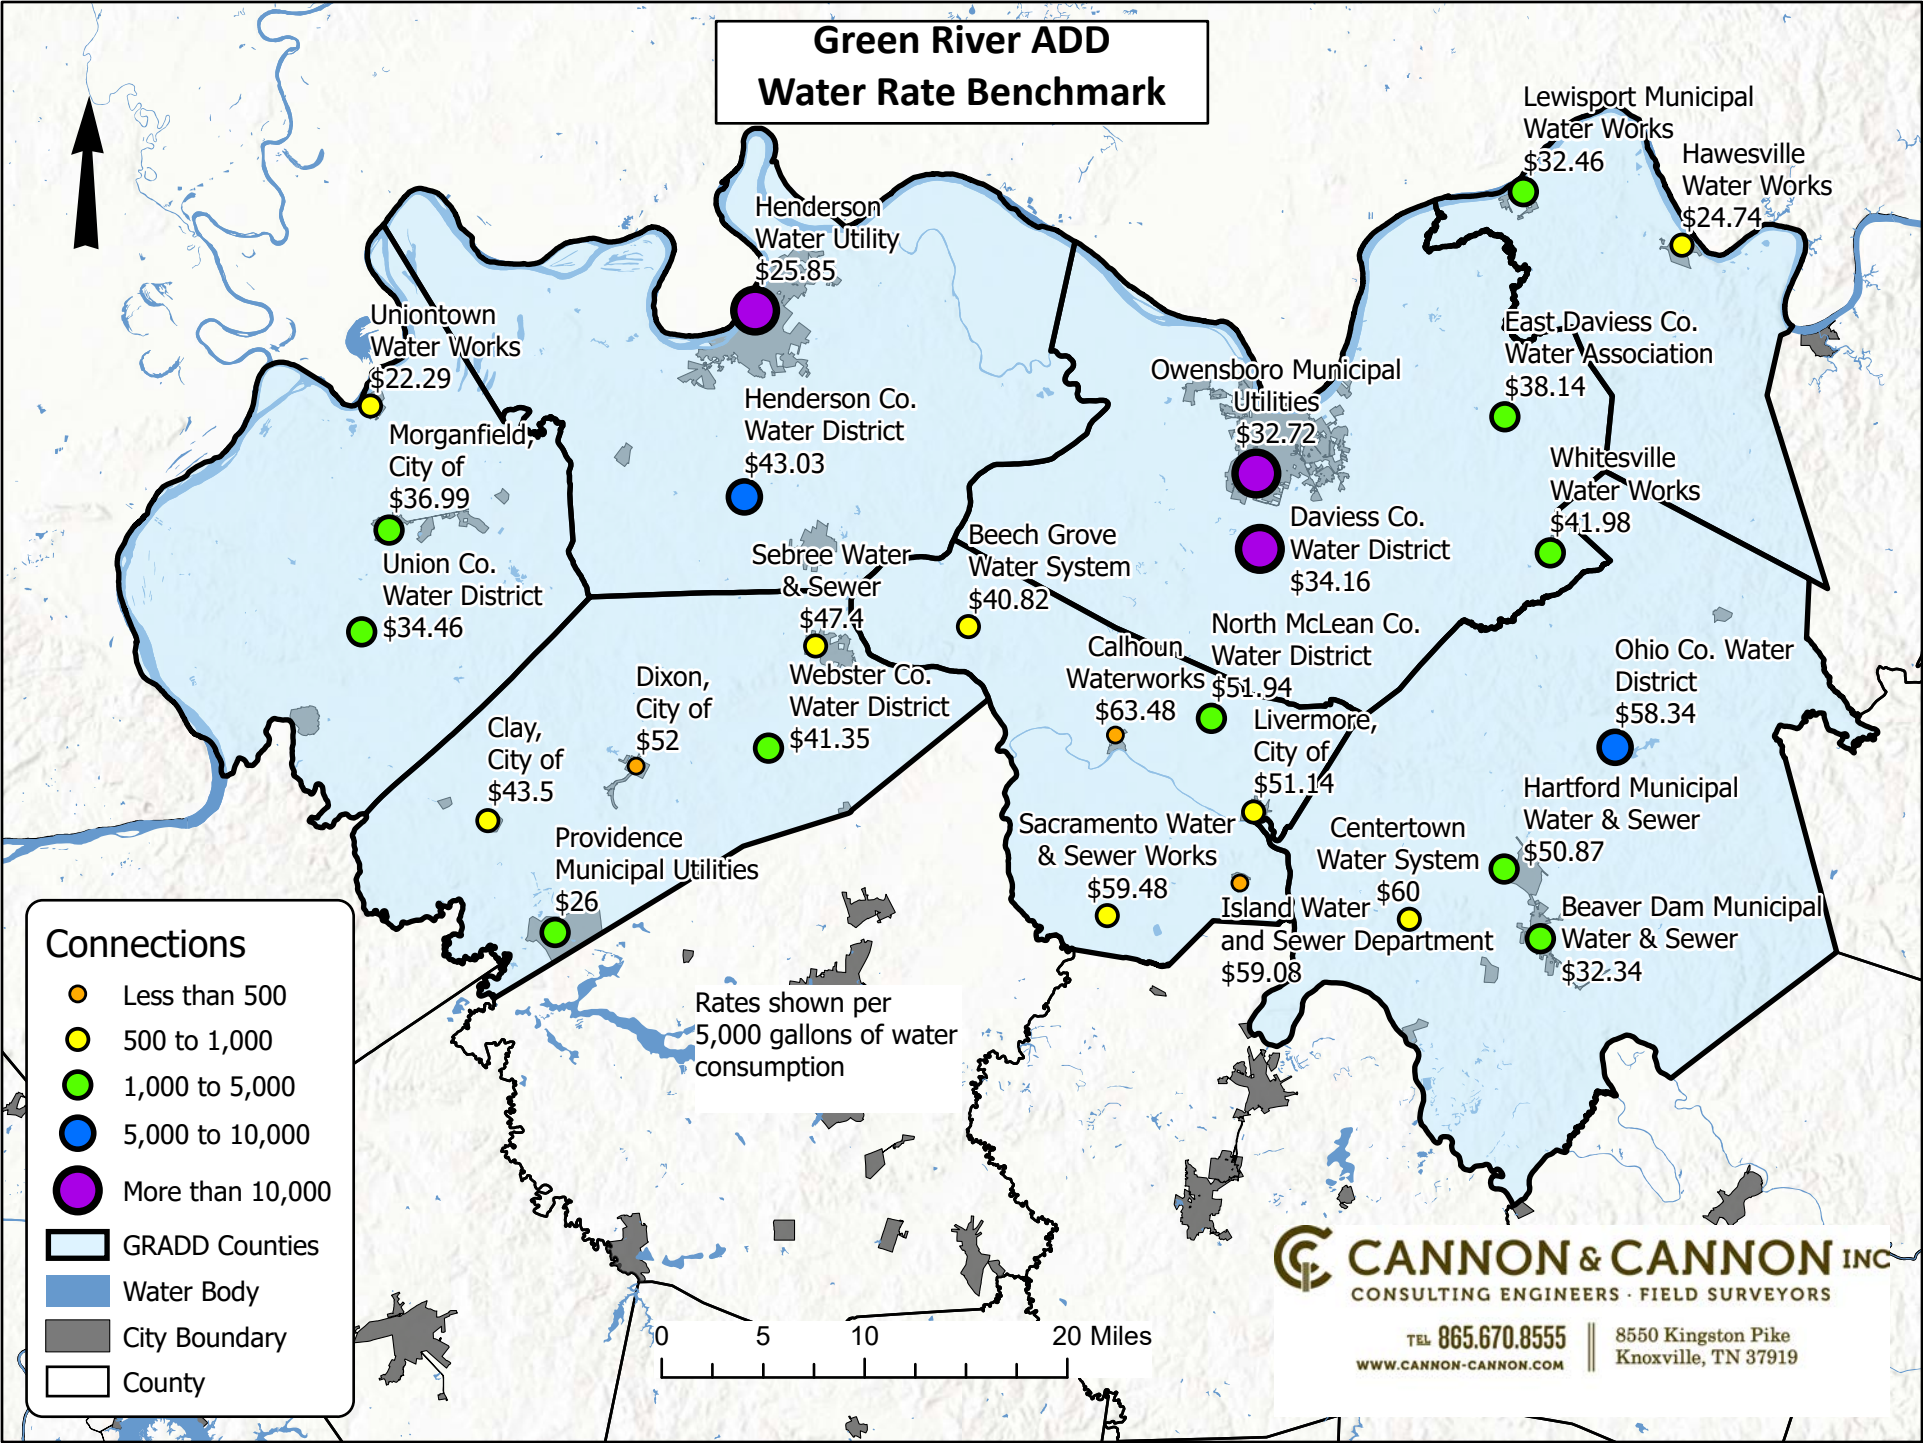 Green River ADD
Water Rate Benchmark
Lewisport Municipal
Water Works
$32.46
Hawesville
Water Works
$24.74
Henderson
Water Utility
$25.85
Uniontown
Water Works
$22.29
East Daviess Co.
Water Association
$38.14
Owensboro Municipal
Utilities
$32.72
Henderson Co.
Water District
$43.03
Morganfield,
City of
$36.99
Whitesville
Water Works
$41.98
Daviess Co.
Water District
$34.16
Beech Grove
Water System
$40.82
Sebree Water
& Sewer
$47.4
Union Co.
Water District
$34.46
North McLean Co.
Water District
$51.94
Calhoun
Waterworks
$63.48
Ohio Co. Water
District
$58.34
Dixon,
City of
$52
Webster Co.
Water District
$41.35
Clay,
City of
$43.5
Livermore,
City of
$51.14
Hartford Municipal
Water & Sewer
$50.87
Sacramento Water
& Sewer Works
$59.48
Centertown
Water System
$60
Providence
Municipal Utilities
$26
Island Water
and Sewer Department
$59.08
Beaver Dam Municipal
Water & Sewer
$32.34
Connections
Less than 500
500 to 1,000
1,000 to 5,000
5,000 to 10,000
More than 10,000
GRADD Counties
Water Body
City Boundary
County
Rates shown per
5,000 gallons of water
consumption
0 5 10 20 Miles
CANNON & CANNON INC
CONSULTING ENGINEERS · FIELD SURVEYORS
TEL 865.670.8555
WWW.CANNON-CANNON.COM
8550 Kingston Pike
Knoxville, TN 37919